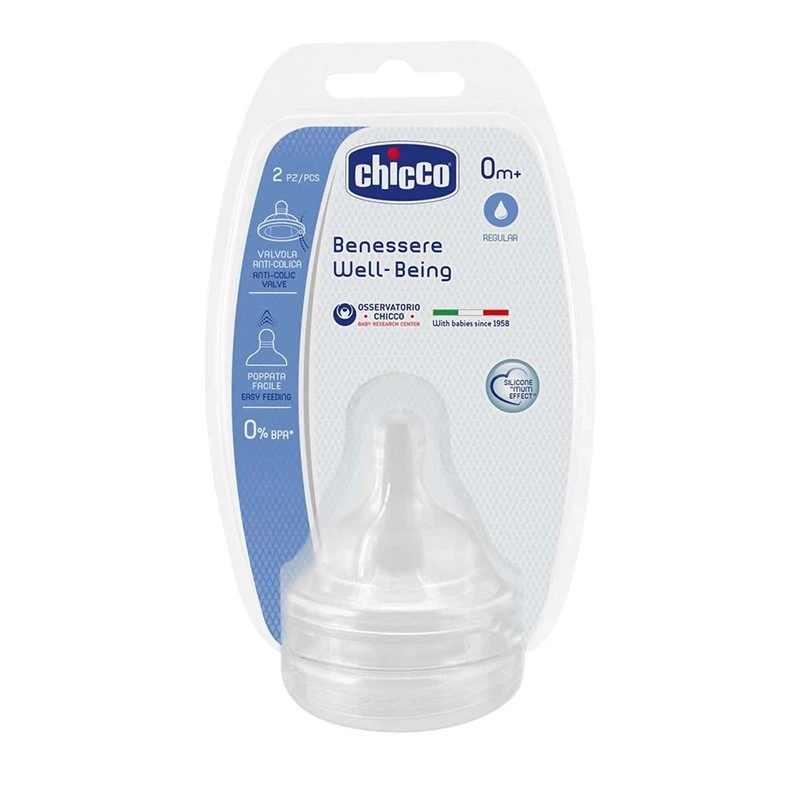 chicco
0m+
REGULAR
2 PZ/PCS
VALVOLA
ANTI-COLICA
ANTI-COLIC
VALVE
POPPATA
FACILE
EASY FEEDING
0% BPA*
Benessere
Well-Being
OSSERVATORIO
• CHICCO •
BABY RESEARCH CENTER
With babies since 1958
SILICONE
"MUM
EFFECT"